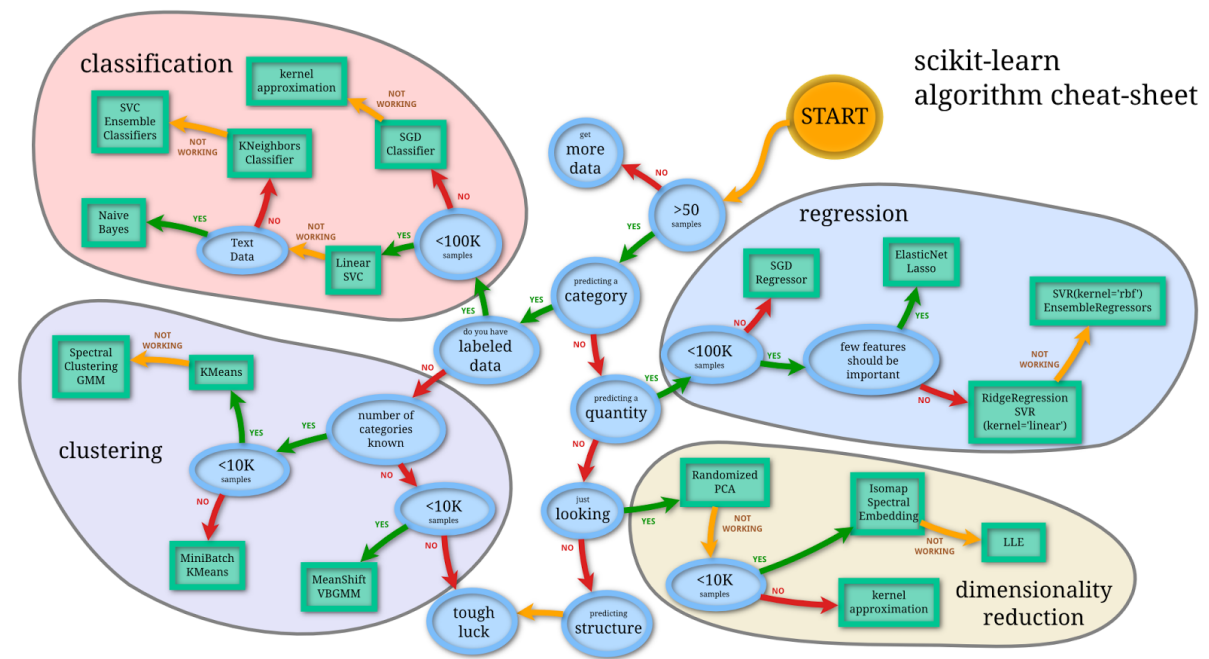 scikit-learn
algorithm cheat-sheet
START
get
more
data
NO
>50
samples
YES
predicting a
category
YES
NO
do you have
labeled
data
YES
NO
predicting a
quantity
YES
NO
just
looking
YES
NO
predicting
structure
tough
luck
classification
kernel
approximation
NOT
WORKING
SVC
Ensemble
Classifiers
NOT
WORKING
KNeighbors
Classifier
SGD
Classifier
NO
Naive
Bayes
YES
Text
Data
NO
NOT
WORKING
Linear
SVC
YES
<100K
samples
regression
SGD
Regressor
NO
<100K
samples
YES
ElasticNet
Lasso
YES
few features
should be
important
NO
SVR(kernel='rbf')
EnsembleRegressors
NOT
WORKING
RidgeRegression
SVR
(kernel='linear')
clustering
Spectral
Clustering
GMM
NOT
WORKING
KMeans
YES
number of
categories
known
YES
NO
<10K
samples
NO
MiniBatch
KMeans
<10K
samples
YES
NO
MeanShift
VBGMM
dimensionality
reduction
Randomized
PCA
NOT
WORKING
<10K
samples
YES
NO
Isomap
Spectral
Embedding
NOT
WORKING
LLE
kernel
approximation